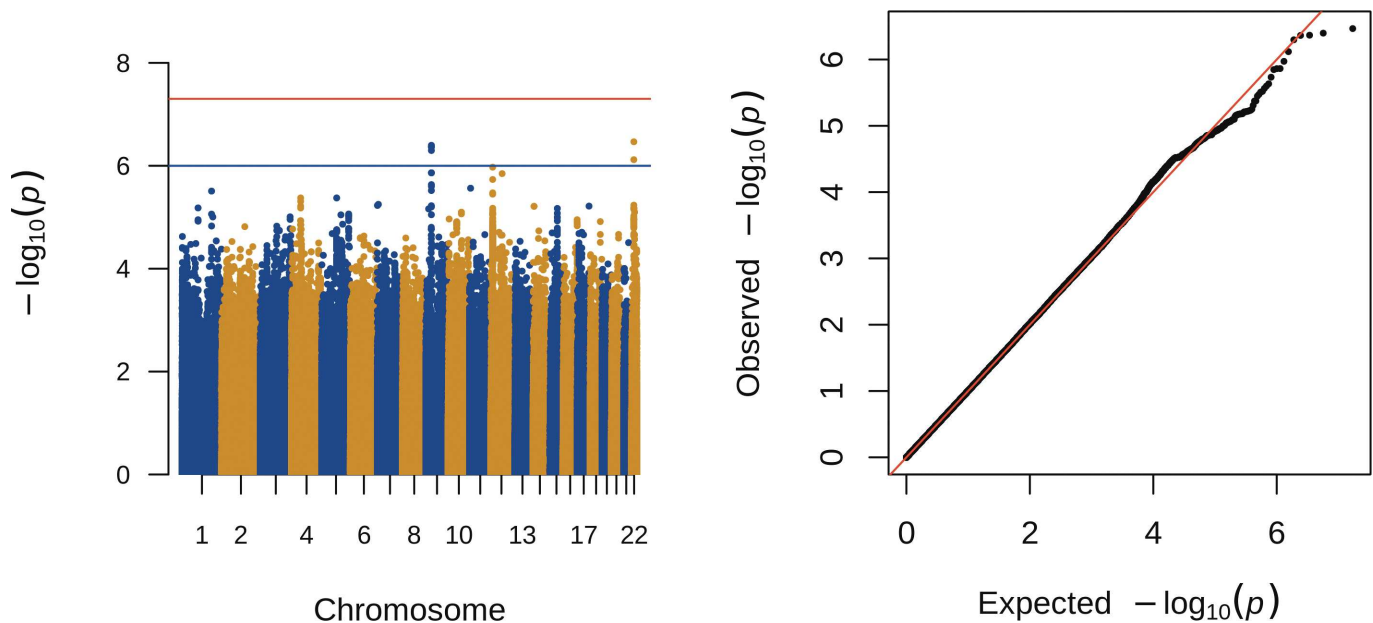 8
6
4
2
0
− log10(p)
1 2 4 6 8 10 13 17 22
Chromosome
6
5
4
3
2
1
0
Observed − log10(p)
0 2 4 6
Expected − log10(p)